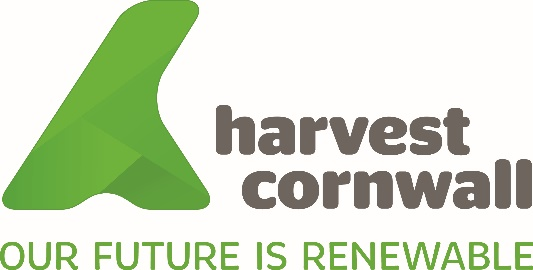 harvest
cornwall
OUR FUTURE IS RENEWABLE